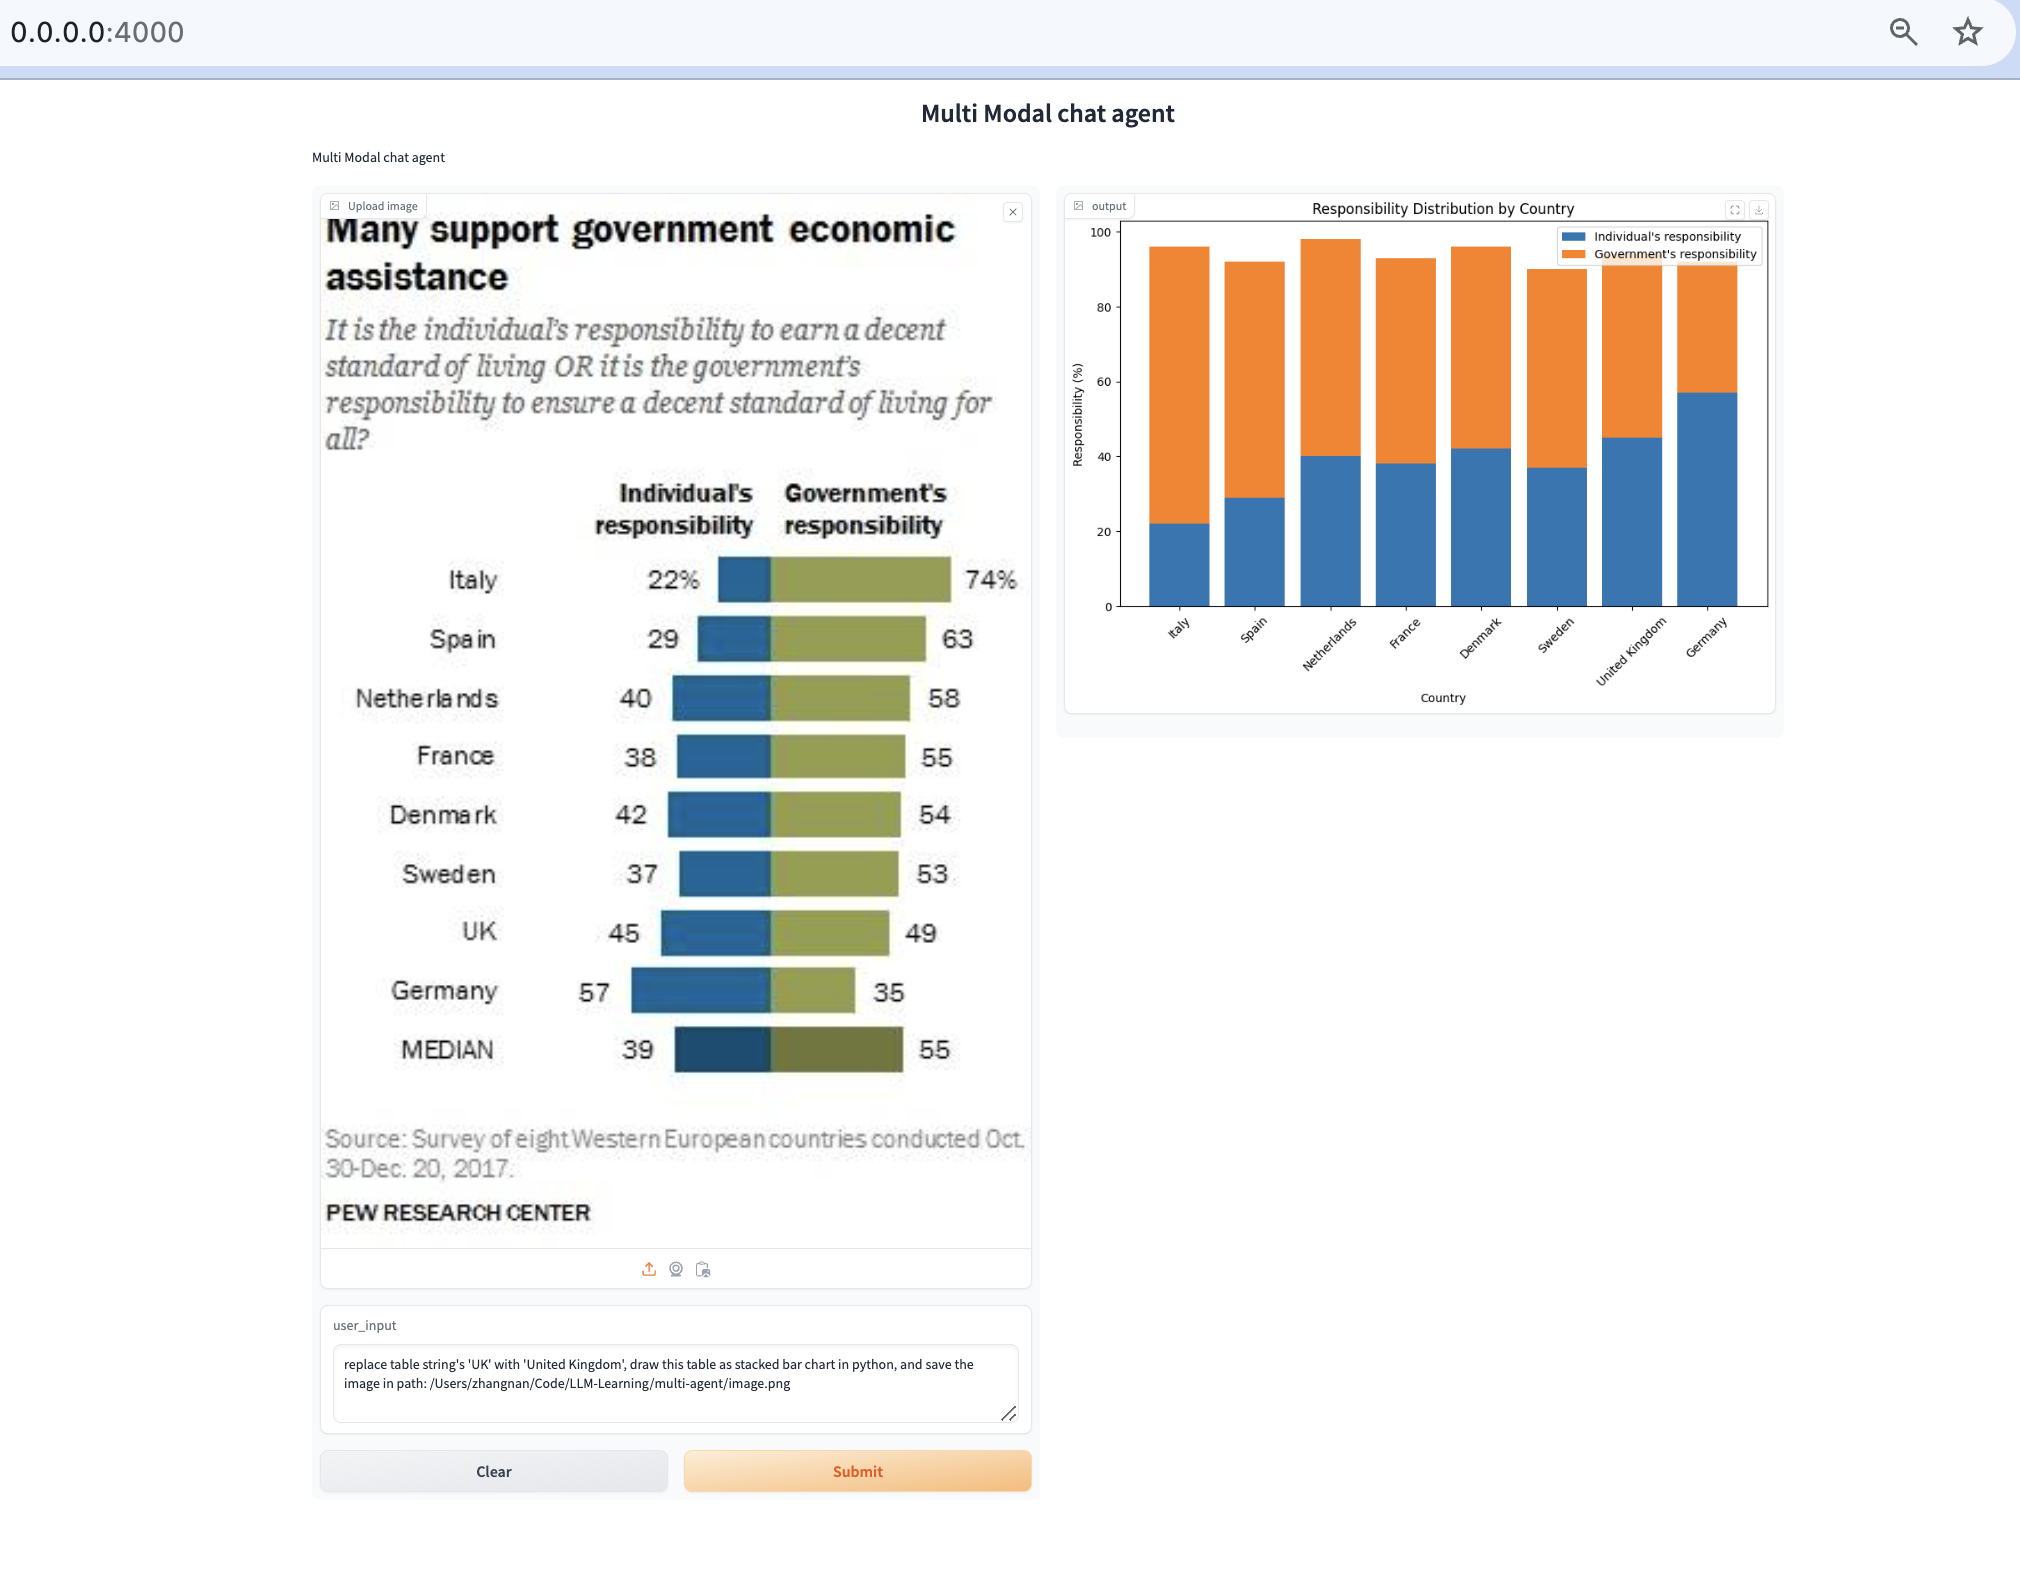 0.0.0.0:4000
Multi Modal chat agent
Multi Modal chat agent
Upload image
Many support government economic
assistance
It is the individual's responsibility to earn a decent
standard of living OR it is the government's
responsibility to ensure a decent standard of living for
all?
Individual's Government's
responsibility responsibility
Italy 22% 74%
Spain 29 63
Netherlands 40 58
France 38 55
Denmark 42 54
Sweden 37 53
UK 45 49
Germany 57 35
MEDIAN 39 55
Source: Survey of eight Western European countries conducted Oct.
30-Dec. 20, 2017.
PEW RESEARCH CENTER
user_input
replace table string's 'UK' with 'United Kingdom', draw this table as stacked bar chart in python, and save the
image in path: /Users/zhangnan/Code/LLM-Learning/multi-agent/image.png
Clear
Submit
output
Responsibility Distribution by Country
Individual's responsibility
Government's responsibility
Responsibility (%)
100
80
60
40
20
0
Italy
Spain
Netherlands
France
Denmark
Sweden
United Kingdom
Germany
Country